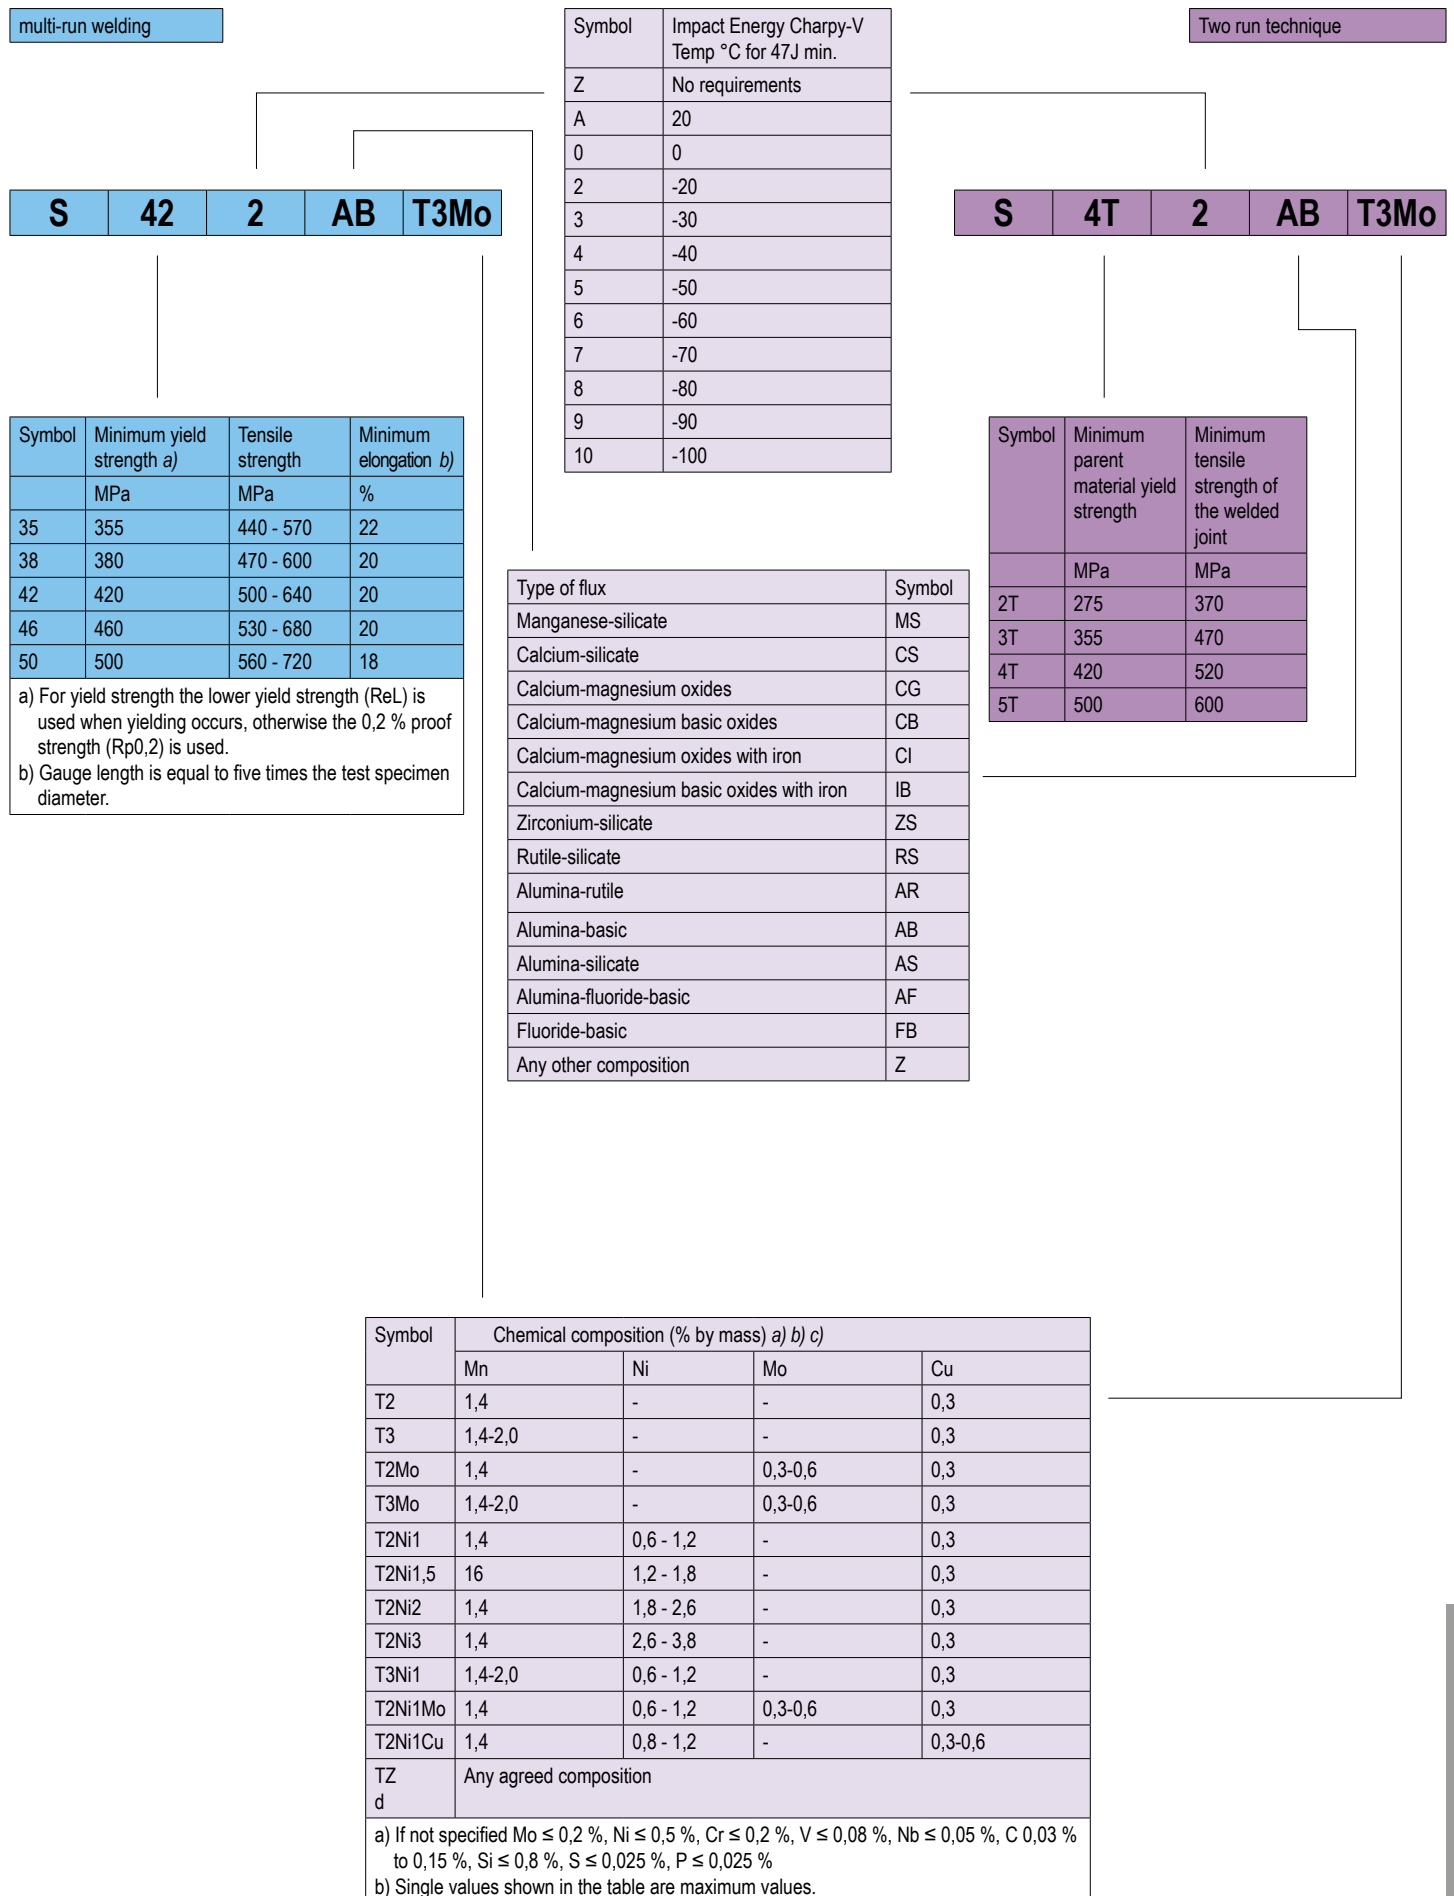 multi-run welding
Two run technique
Symbol Impact Energy Charpy-V
Temp °C for 47J min.
Z No requirements
A 20
0 0
2 -20
3 -30
4 -40
5 -50
6 -60
7 -70
8 -80
9 -90
10 -100
S 42 2 AB T3Mo
S 4T 2 AB T3Mo
Symbol Minimum yield strength a) Tensile strength Minimum elongation b)
MPa MPa %
35 355 440 - 570 22
38 380 470 - 600 20
42 420 500 - 640 20
46 460 530 - 680 20
50 500 560 - 720 18
a) For yield strength the lower yield strength (ReL) is
used when yielding occurs, otherwise the 0,2 % proof
strength (Rp0,2) is used.
b) Gauge length is equal to five times the test specimen
diameter.
Symbol Minimum parent material yield strength Minimum tensile strength of the welded joint
MPa MPa
2T 275 370
3T 355 470
4T 420 520
5T 500 600
Type of flux Symbol
Manganese-silicate MS
Calcium-silicate CS
Calcium-magnesium oxides CG
Calcium-magnesium basic oxides CB
Calcium-magnesium oxides with iron CI
Calcium-magnesium basic oxides with iron IB
Zirconium-silicate ZS
Rutile-silicate RS
Alumina-rutile AR
Alumina-basic AB
Alumina-silicate AS
Alumina-fluoride-basic AF
Fluoride-basic FB
Any other composition Z
Symbol Chemical composition (% by mass) a) b) c)
Mn Ni Mo Cu
T2 1,4 - - 0,3
T3 1,4-2,0 - - 0,3
T2Mo 1,4 - 0,3-0,6 0,3
T3Mo 1,4-2,0 - 0,3-0,6 0,3
T2Ni1 1,4 0,6 - 1,2 - 0,3
T2Ni1,5 16 1,2 - 1,8 - 0,3
T2Ni2 1,4 1,8 - 2,6 - 0,3
T2Ni3 1,4 2,6 - 3,8 - 0,3
T3Ni1 1,4-2,0 0,6 - 1,2 - 0,3
T2Ni1Mo 1,4 0,6 - 1,2 0,3-0,6 0,3
T2Ni1Cu 1,4 0,8 - 1,2 - 0,3-0,6
TZ Any agreed composition
d
a) If not specified Mo ≤ 0,2 %, Ni ≤ 0,5 %, Cr ≤ 0,2 %, V ≤ 0,08 %, Nb ≤ 0,05 %, C 0,03 %
to 0,15 %, Si ≤ 0,8 %, S ≤ 0,025 %, P ≤ 0,025 %
b) Single values shown in the table are maximum values.